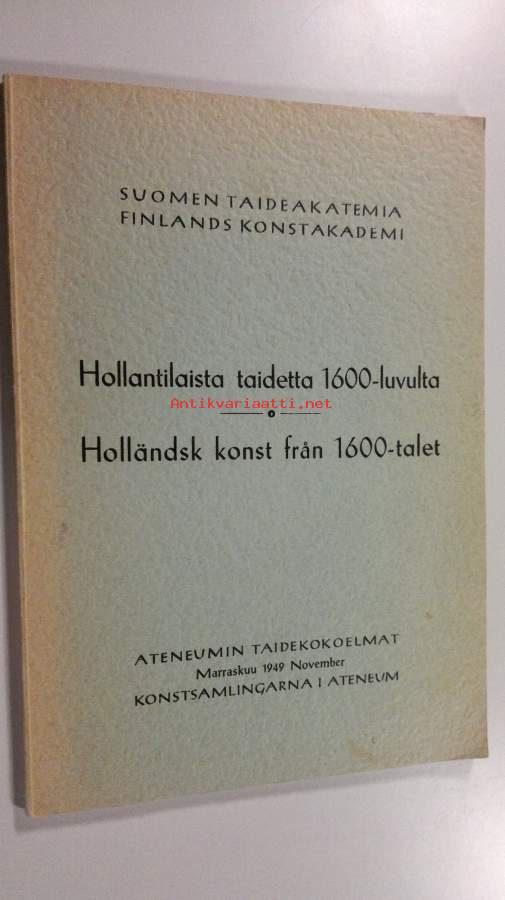 SUOMEN TAIDEAKATEMIA
FINLANDS KONSTAKADEMI
Hollantilaista taidetta 1600-luvulta
Antikvariaatti.net
Holländsk konst från 1600-talet
ATENEUMIN TAIDEKOKOELMAT
Marraskuu 1949 November
KONSTSAMLINGARNA I ATENEUM